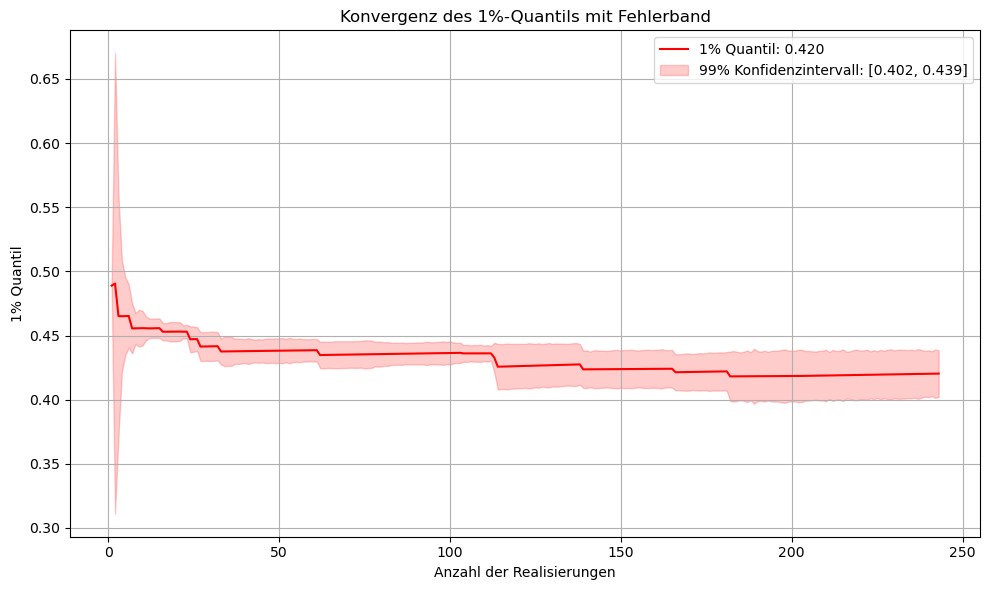 Konvergenz des 1%-Quantils mit Fehlerband
1% Quantil: 0.420
99% Konfidenzintervall: [0.402, 0.439]
1% Quantil
0.65
0.60
0.55
0.50
0.45
0.40
0.35
0.30
0
50
100
150
200
250
Anzahl der Realisierungen